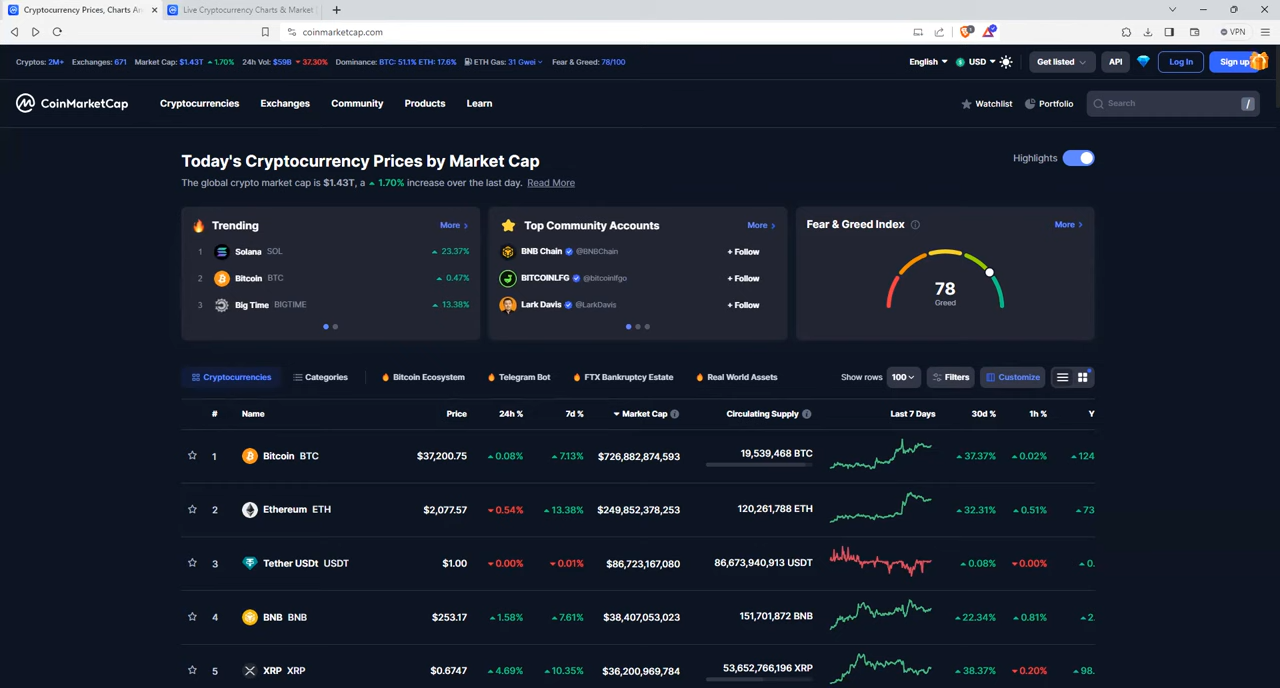 Cryptocurrency Prices, Charts An
Live Cryptocurrency Charts & Market
coinmarketcap.com
VPN
Cryptos: 2M+ Exchanges: 671 Market Cap: $1.43T 1.70% 24h Vol: $59B 37.30% Dominance: BTC: 51.1% ETH: 17.6% ETH Gas: 31 Gwei Fear & Greed: 78/100
English USD Get listed API Log In Sign up
CoinMarketCap Cryptocurrencies Exchanges Community Products Learn Watchlist Portfolio Search /
Today's Cryptocurrency Prices by Market Cap
Highlights
The global crypto market cap is $1.43T, a 1.70% increase over the last day. Read More
Trending More
1 Solana SOL 23.37%
2 Bitcoin BTC 0.47%
3 Big Time BIGTIME 13.38%
Top Community Accounts More
BNB Chain @BNBChain + Follow
BITCOINLFG @bitcoinlfgo + Follow
Lark Davis @LarkDavis + Follow
Fear & Greed Index More
78
Greed
Cryptocurrencies Categories Bitcoin Ecosystem Telegram Bot FTX Bankruptcy Estate Real World Assets Show rows 100 Filters Customize
# Name Price 24h % 7d % Market Cap Circulating Supply Last 7 Days 30d % 1h % Y
1 Bitcoin BTC $37,200.75 0.08% 7.13% $726,882,874,593 19,539,468 BTC 37.37% 0.02% 124
2 Ethereum ETH $2,077.57 0.54% 13.38% $249,852,378,253 120,261,788 ETH 32.31% 0.51% 73
3 Tether USDt USDT $1.00 0.00% 0.01% $86,723,167,080 86,673,940,913 USDT 0.08% 0.00% 0.
4 BNB BNB $253.17 1.58% 7.61% $38,407,053,023 151,701,872 BNB 22.34% 0.81% 2.
5 XRP XRP $0.6747 4.69% 10.35% $36,200,969,784 53,652,766,196 XRP 38.37% 0.20% 98.